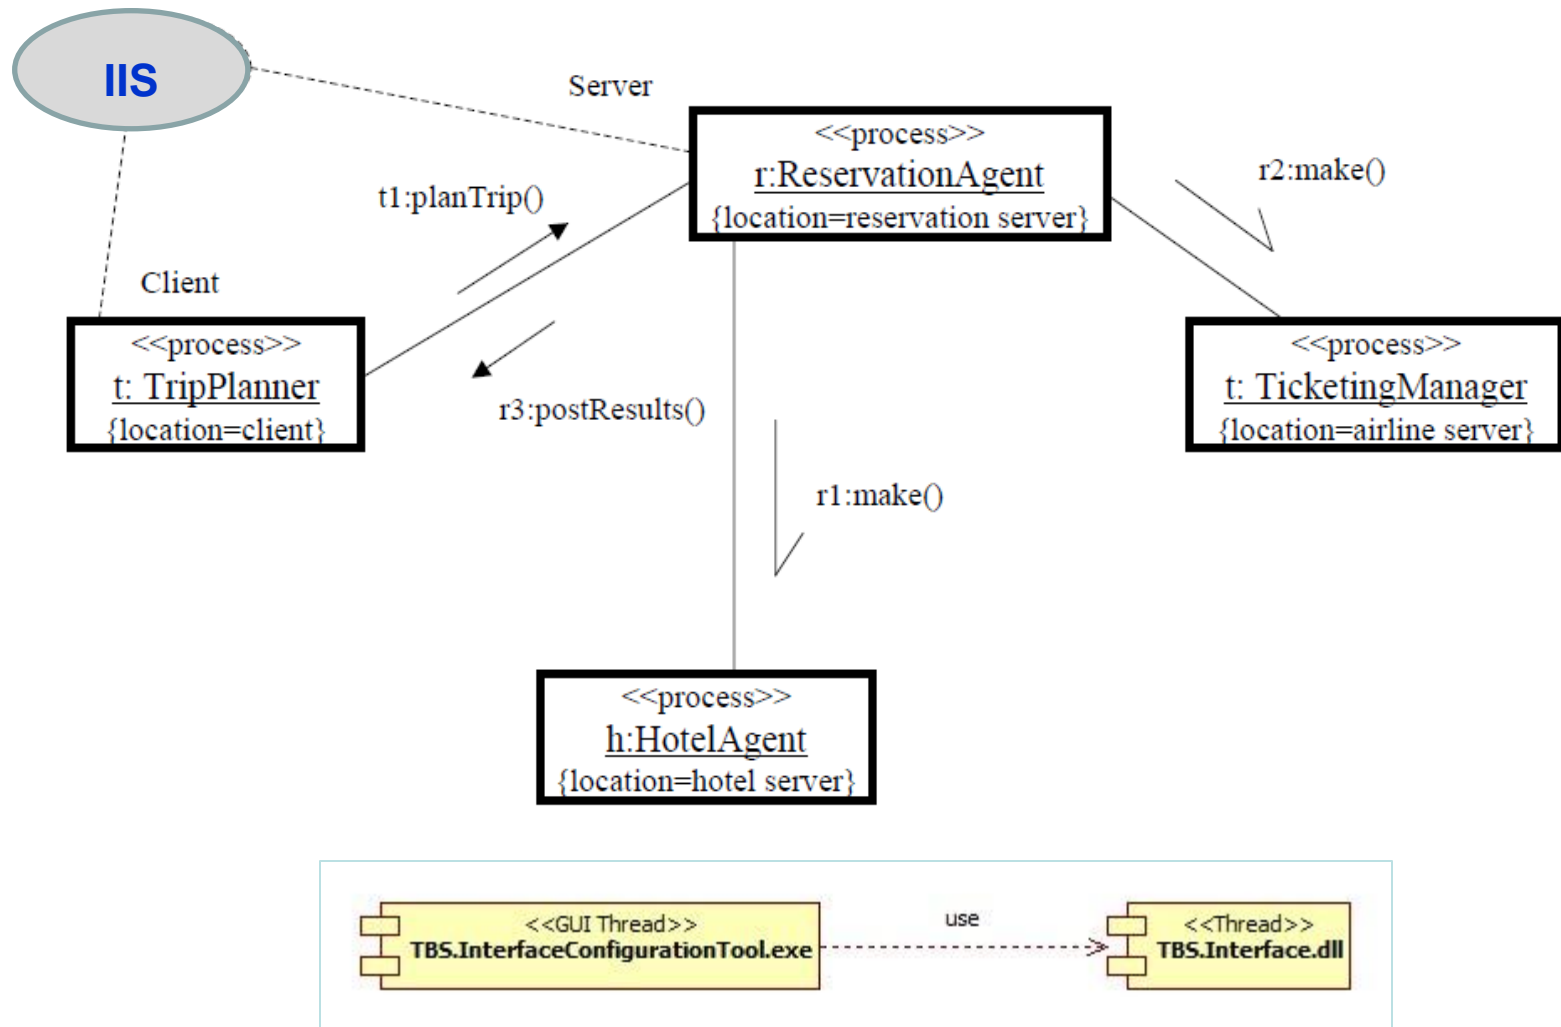 IIS
Server
<<process>>
r:ReservationAgent
{location=reservation server}
r2:make()
t1:planTrip()
Client
<<process>>
t: TripPlanner
{location=client}
r3:postResults()
<<process>>
t: TicketingManager
{location=airline server}
r1:make()
<<process>>
h:HotelAgent
{location=hotel server}
<<GUI Thread>>
TBS.InterfaceConfigurationTool.exe
use
<<Thread>>
TBS.Interface.dll